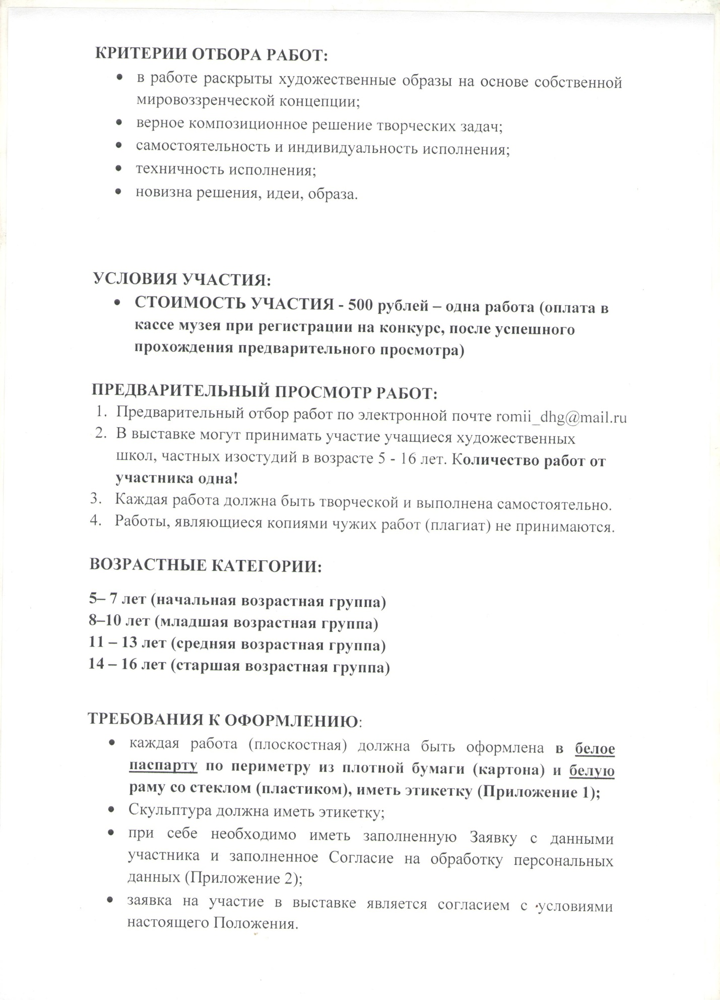 КРИТЕРИИ ОТБОРА РАБОТ:
• в работе раскрыты художественные образы на основе собственной
мировоззренческой концепции;
• верное композиционное решение творческих задач;
• самостоятельность и индивидуальность исполнения;
• техничность исполнения;
• новизна решения, идеи, образа.
УСЛОВИЯ УЧАСТИЯ:
• СТОИМОСТЬ УЧАСТИЯ - 500 рублей – одна работа (оплата в
кассе музея при регистрации на конкурс, после успешного
прохождения предварительного просмотра)
ПРЕДВАРИТЕЛЬНЫЙ ПРОСМОТР РАБОТ:
1. Предварительный отбор работ по электронной почте romii_dhg@mail.ru
2. В выставке могут принимать участие учащиеся художественных
школ, частных изостудий в возрасте 5 - 16 лет. Количество работ от
участника одна!
3. Каждая работа должна быть творческой и выполнена самостоятельно.
4. Работы, являющиеся копиями чужих работ (плагиат) не принимаются.
ВОЗРАСТНЫЕ КАТЕГОРИИ:
5– 7 лет (начальная возрастная группа)
8–10 лет (младшая возрастная группа)
11 – 13 лет (средняя возрастная группа)
14 – 16 лет (старшая возрастная группа)
ТРЕБОВАНИЯ К ОФОРМЛЕНИЮ:
• каждая работа (плоскостная) должна быть оформлена в белое
паспарту по периметру из плотной бумаги (картона) и белую
раму со стеклом (пластиком), иметь этикетку (Приложение 1);
• Скульптура должна иметь этикетку;
• при себе необходимо иметь заполненную Заявку с данными
участника и заполненное Согласие на обработку персональных
данных (Приложение 2);
• заявка на участие в выставке является согласием с условиями
настоящего Положения.